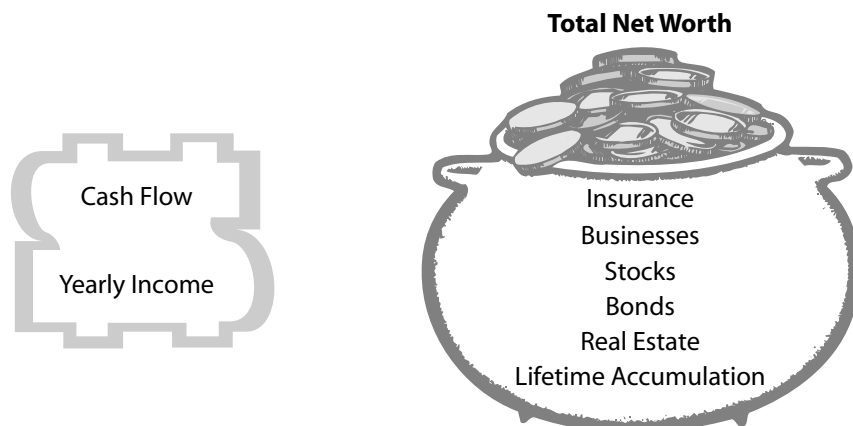 Total Net Worth
Cash Flow
Yearly Income
Insurance
Businesses
Stocks
Bonds
Real Estate
Lifetime Accumulation